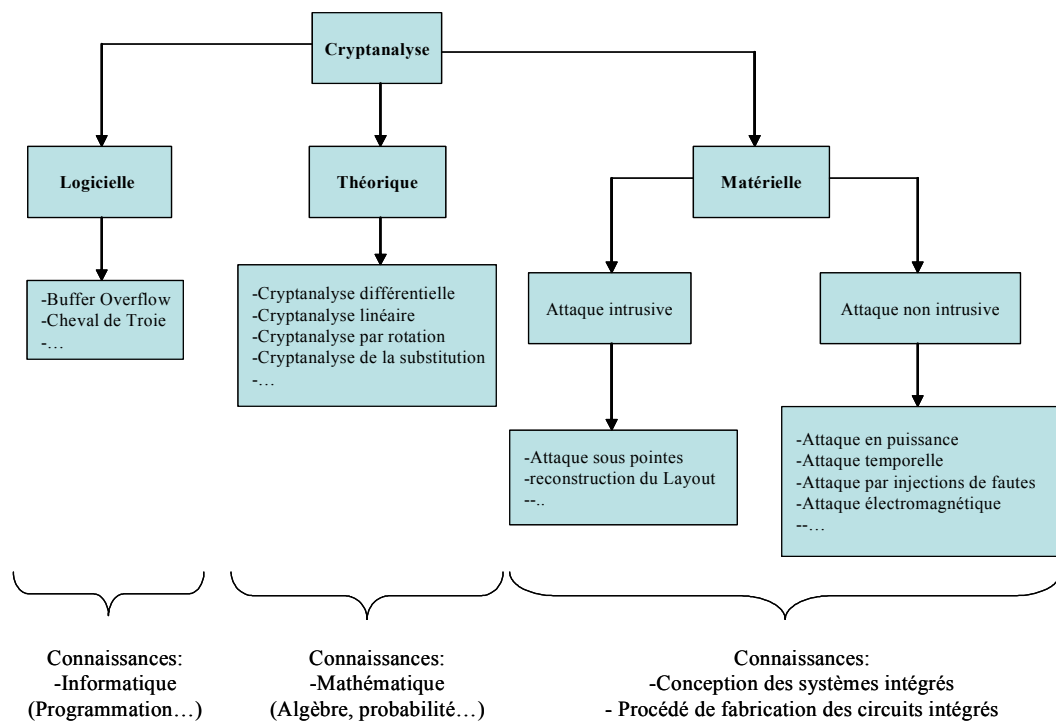 Cryptanalyse
Logicielle
Théorique
Matérielle
-Buffer Overflow
-Cheval de Troie
-…
-Cryptanalyse différentielle
-Cryptanalyse linéaire
-Cryptanalyse par rotation
-Cryptanalyse de la substitution
-…
Attaque intrusive
Attaque non intrusive
-Attaque sous pointes
-reconstruction du Layout
--..
-Attaque en puissance
-Attaque temporelle
-Attaque par injections de fautes
-Attaque électromagnétique
--…
Connaissances:
-Informatique
(Programmation…)
Connaissances:
-Mathématique
(Algèbre, probabilité…)
Connaissances:
-Conception des systèmes intégrés
- Procédé de fabrication des circuits intégrés